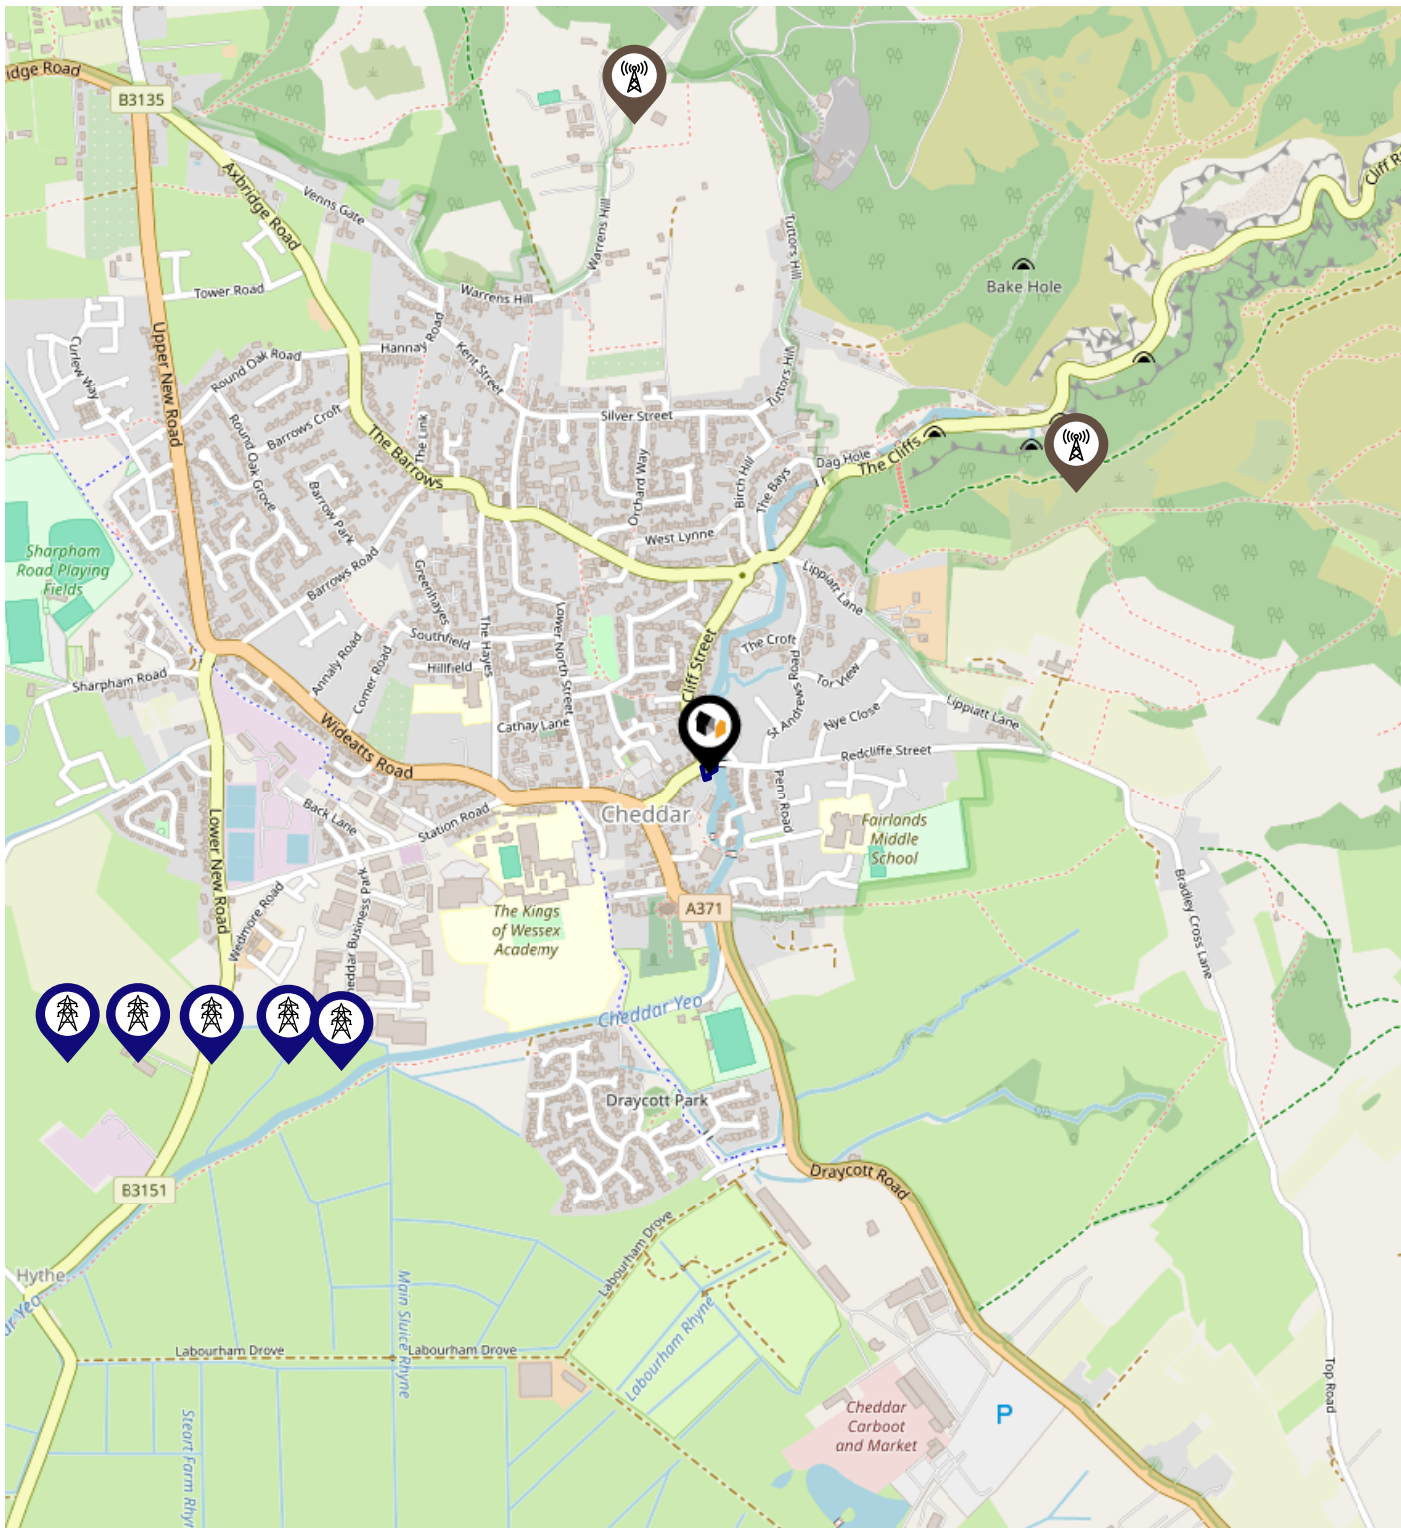 idge Road
B3135
Axbridge Road
Venns Gate
Warrens Hill
Tuttors Hill
Cliff R
Bake Hole
Tower Road
Warrens Hill
Upper New Road
Curlew Way
Hannay Road
Round Oak Road
Kent Street
Tuttors Hill
Barrows Croft
The Link
Silver Street
Round Oak Grove
The Barrows
Orchard Way
Birch Hill
The Bays
Dag Hole
The Cliffs
Barrow Park
West Lynne
Sharpham
Road Playing
Fields
Barrows Road
Greenhayes
Lippiatt Lane
Lower North Street
The Hayes
Southfield
Hillfield
Annaly Road
Corner Road
Cliff Street
The Croft
St Andrews Road
Tor View
Sharpham Road
Nye Close
Lippiatt Lane
Cathay Lane
Wideatts Road
Redcliffe Street
Penn Road
Back Lane
Station Road
Cheddar
Fairlands
Middle
School
Lower New Road
Wedmore Road
heddar Business Park
The Kings
of Wessex
Academy
A371
Bradley Cross Lane
Cheddar Yeo
Draycott Park
B3151
Draycott Road
Labourham Drove
Hythe
ar Yeo
Main Sluice Rhyne
Labourham Rhyne
Labourham Drove
Labourham Drove
Top Road
Steart Farm Rhyn
Cheddar
Carboot
and Market
P